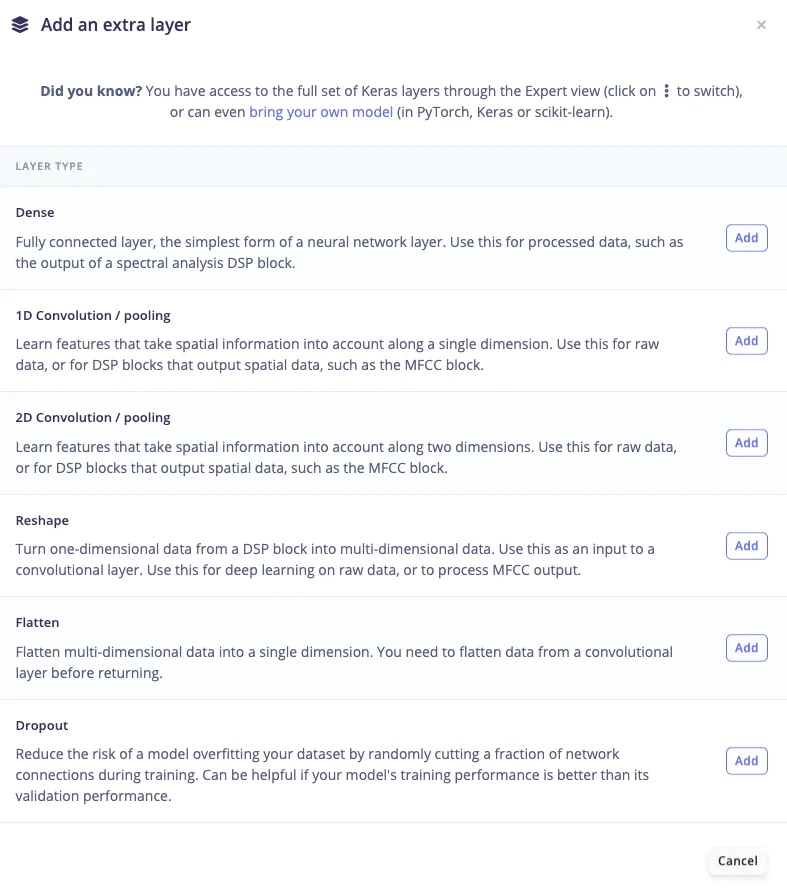 Add an extra layer
×
Did you know? You have access to the full set of Keras layers through the Expert view (click on ⋮ to switch),
or can even bring your own model (in PyTorch, Keras or scikit-learn).
LAYER TYPE
Dense
Fully connected layer, the simplest form of a neural network layer. Use this for processed data, such as
the output of a spectral analysis DSP block.
Add
1D Convolution / pooling
Learn features that take spatial information into account along a single dimension. Use this for raw
data, or for DSP blocks that output spatial data, such as the MFCC block.
Add
2D Convolution / pooling
Learn features that take spatial information into account along two dimensions. Use this for raw data,
or for DSP blocks that output spatial data, such as the MFCC block.
Add
Reshape
Turn one-dimensional data from a DSP block into multi-dimensional data. Use this as an input to a
convolutional layer. Use this for deep learning on raw data, or to process MFCC output.
Add
Flatten
Flatten multi-dimensional data into a single dimension. You need to flatten data from a convolutional
layer before returning.
Add
Dropout
Reduce the risk of a model overfitting your dataset by randomly cutting a fraction of network
connections during training. Can be helpful if your model's training performance is better than its
validation performance.
Add
Cancel